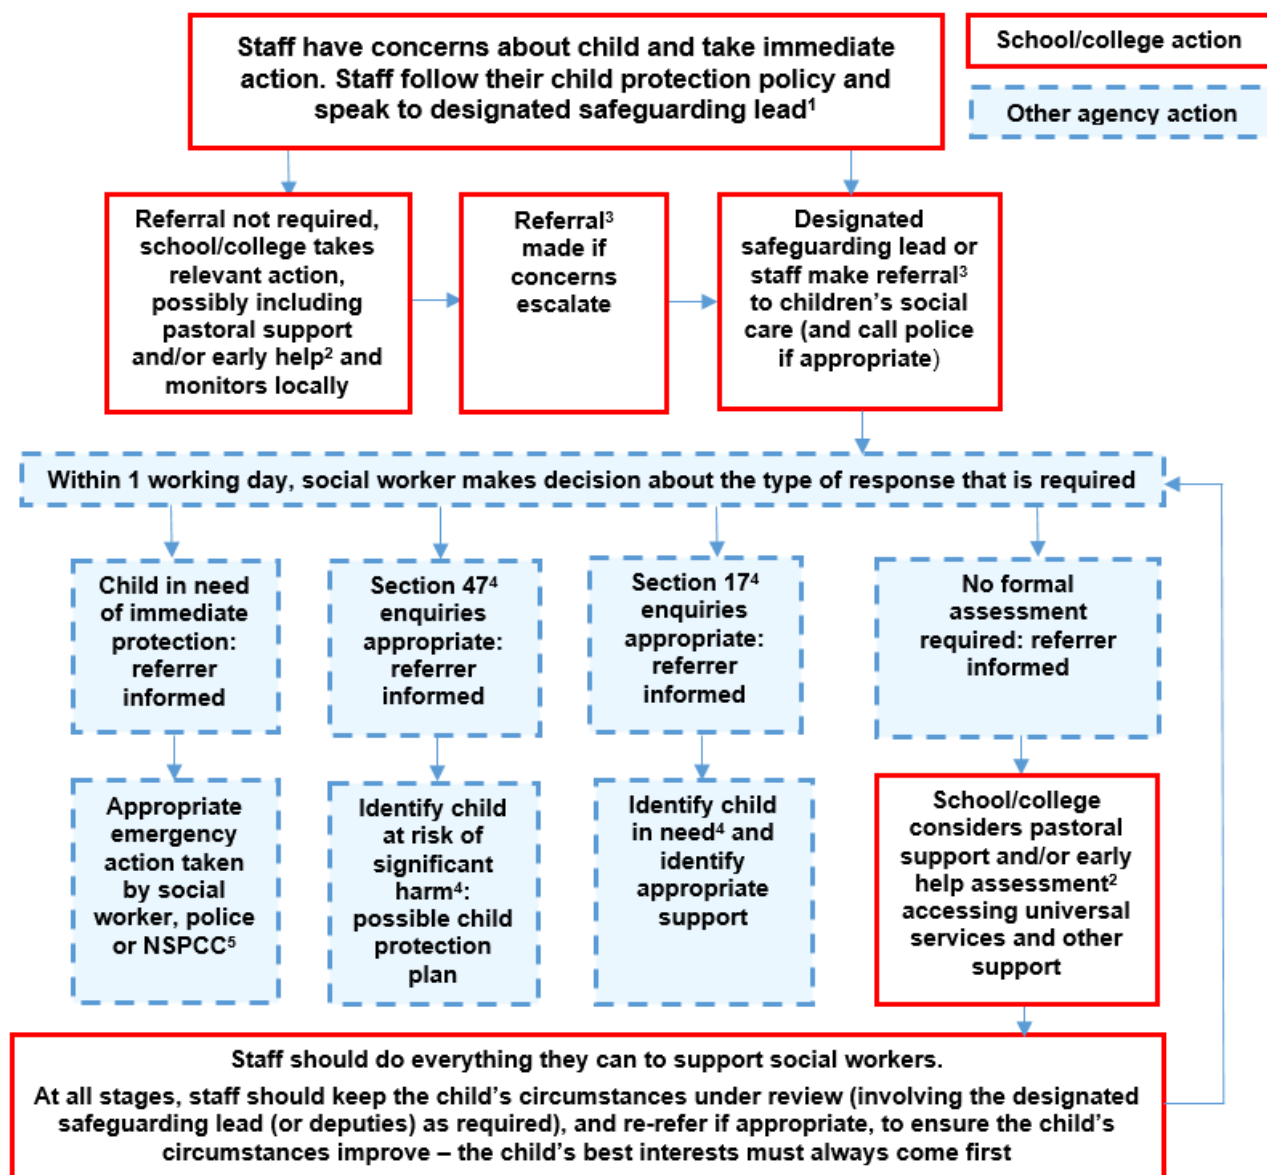 Staff have concerns about child and take immediate
action. Staff follow their child protection policy and
speak to designated safeguarding lead¹
School/college action
Other agency action
Referral not required,
school/college takes
relevant action,
possibly including
pastoral support
and/or early help² and
monitors locally
Referral³
made if
concerns
escalate
Designated
safeguarding lead or
staff make referral³
to children’s social
care (and call police
if appropriate)
Within 1 working day, social worker makes decision about the type of response that is required
Child in need
of immediate
protection:
referrer
informed
Section 47⁴
enquiries
appropriate:
referrer
informed
Section 17⁴
enquiries
appropriate:
referrer
informed
No formal
assessment
required: referrer
informed
Appropriate
emergency
action taken
by social
worker, police
or NSPCC⁵
Identify child
at risk of
significant
harm⁴:
possible child
protection
plan
Identify child
in need⁴ and
identify
appropriate
support
School/college
considers pastoral
support and/or early
help assessment²
accessing universal
services and other
support
Staff should do everything they can to support social workers.
At all stages, staff should keep the child’s circumstances under review (involving the designated
safeguarding lead (or deputies) as required), and re-refer if appropriate, to ensure the child’s
circumstances improve – the child’s best interests must always come first